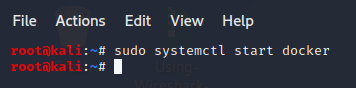 File Actions Edit View Help
root@kali:~# sudo systemctl start docker
root@kali:~#